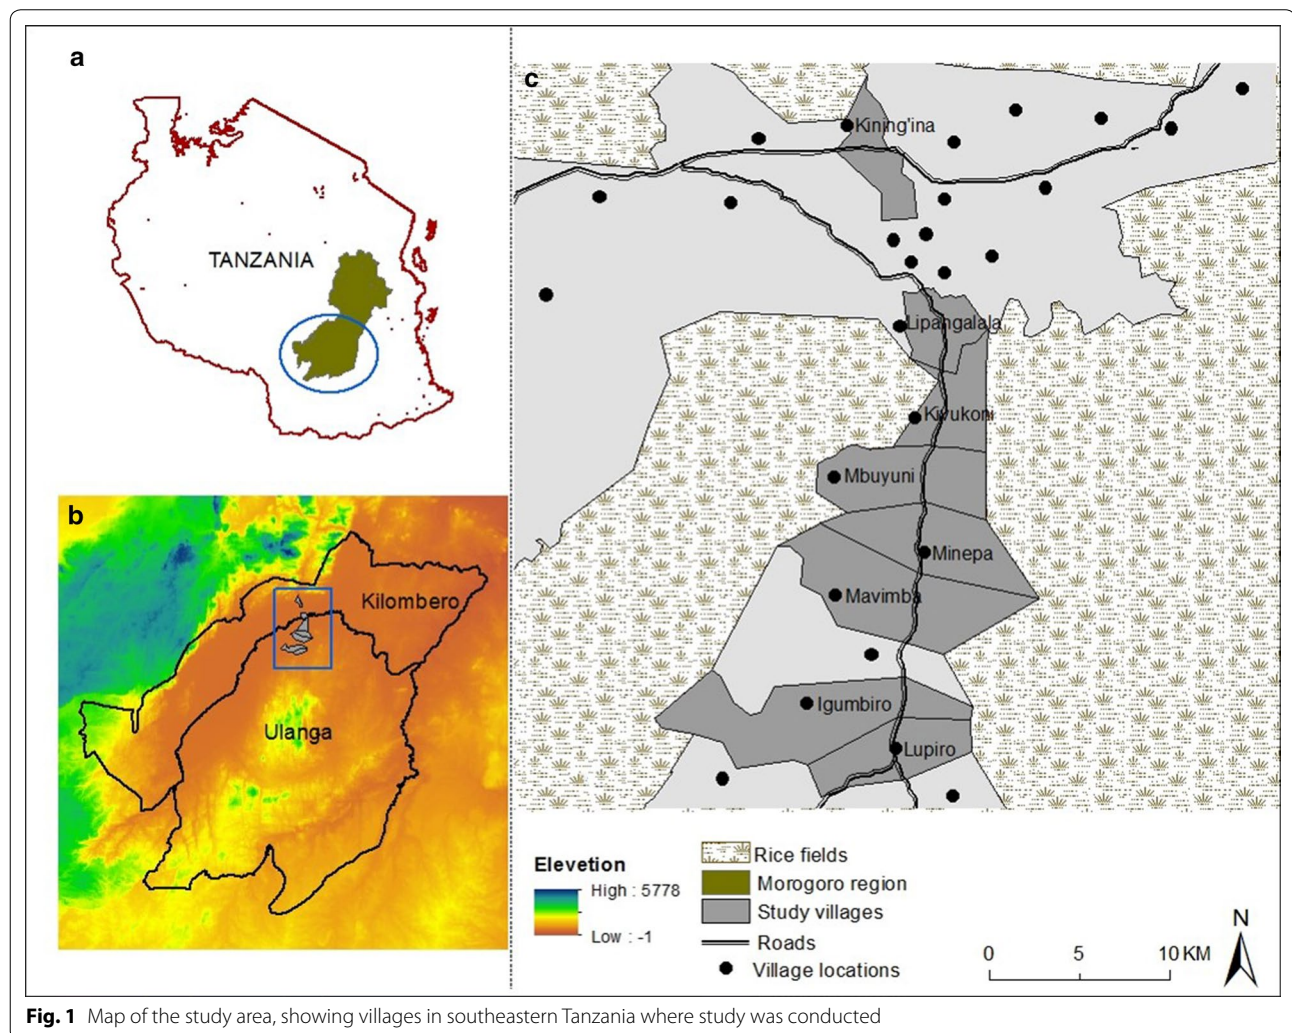 a
TANZANIA
b
Kilombero
Ulanga
c
Kining'ina
Lipangalala
Kivukoni
Mbuyuni
Minepa
Mavimba
Igumbiro
Lupiro
Elevetion
High : 5778
Low : -1
Rice fields
Morogoro region
Study villages
Roads
Village locations
0 5 10 KM
N
Fig. 1 Map of the study area, showing villages in southeastern Tanzania where study was conducted